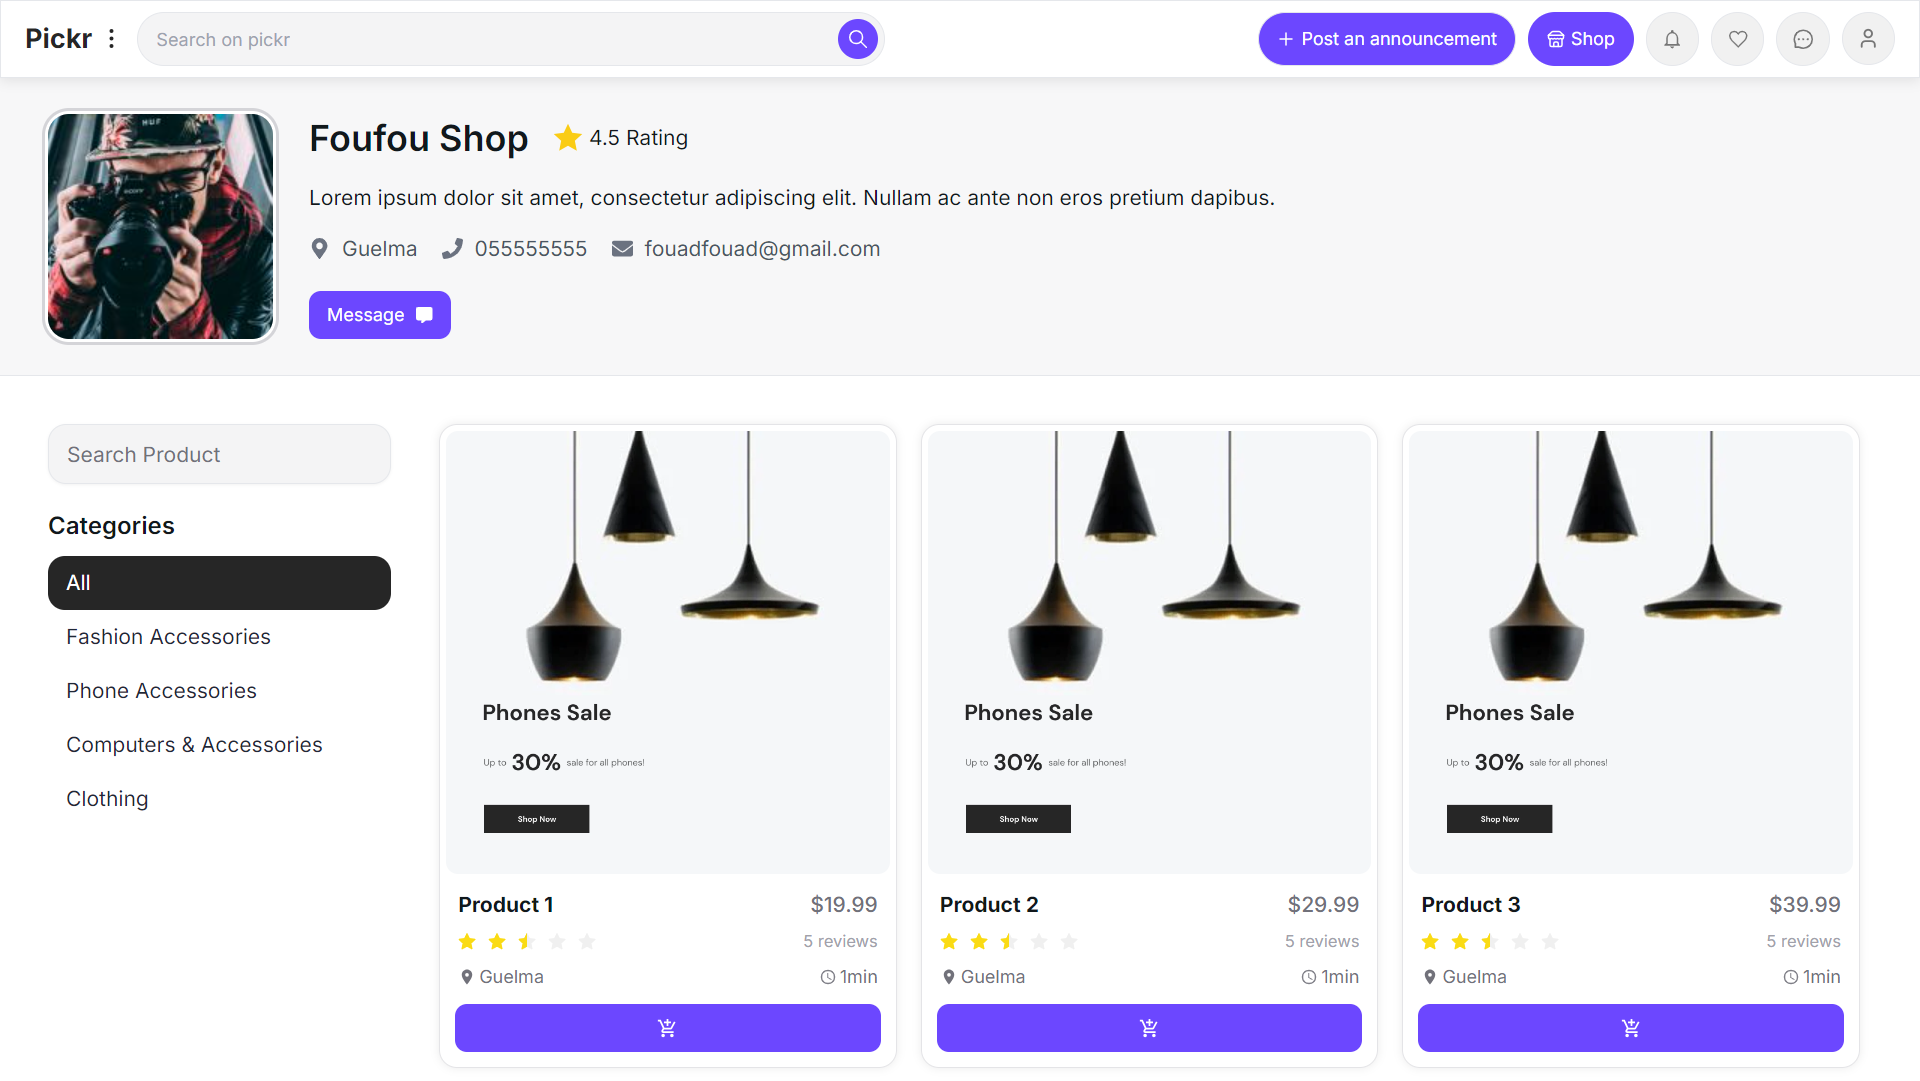 Pickr
Search on pickr
Post an announcement
Shop
HUF
SONY
Foufou Shop
4.5 Rating
Lorem ipsum dolor sit amet, consectetur adipiscing elit. Nullam ac ante non eros pretium dapibus.
Guelma
055555555
fouadfouad@gmail.com
Message
Search Product
Categories
All
Fashion Accessories
Phone Accessories
Computers & Accessories
Clothing
Phones Sale
Up to 30% sale for all phones!
Shop Now
Product 1
$19.99
5 reviews
Guelma
1min
Phones Sale
Up to 30% sale for all phones!
Shop Now
Product 2
$29.99
5 reviews
Guelma
1min
Phones Sale
Up to 30% sale for all phones!
Shop Now
Product 3
$39.99
5 reviews
Guelma
1min